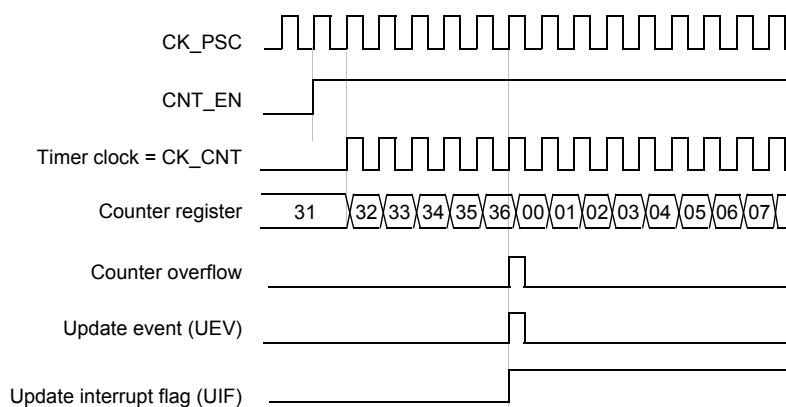 CK_PSC
CNT_EN
Timer clock = CK_CNT
Counter register 31 32 33 34 35 36 00 01 02 03 04 05 06 07
Counter overflow
Update event (UEV)
Update interrupt flag (UIF)